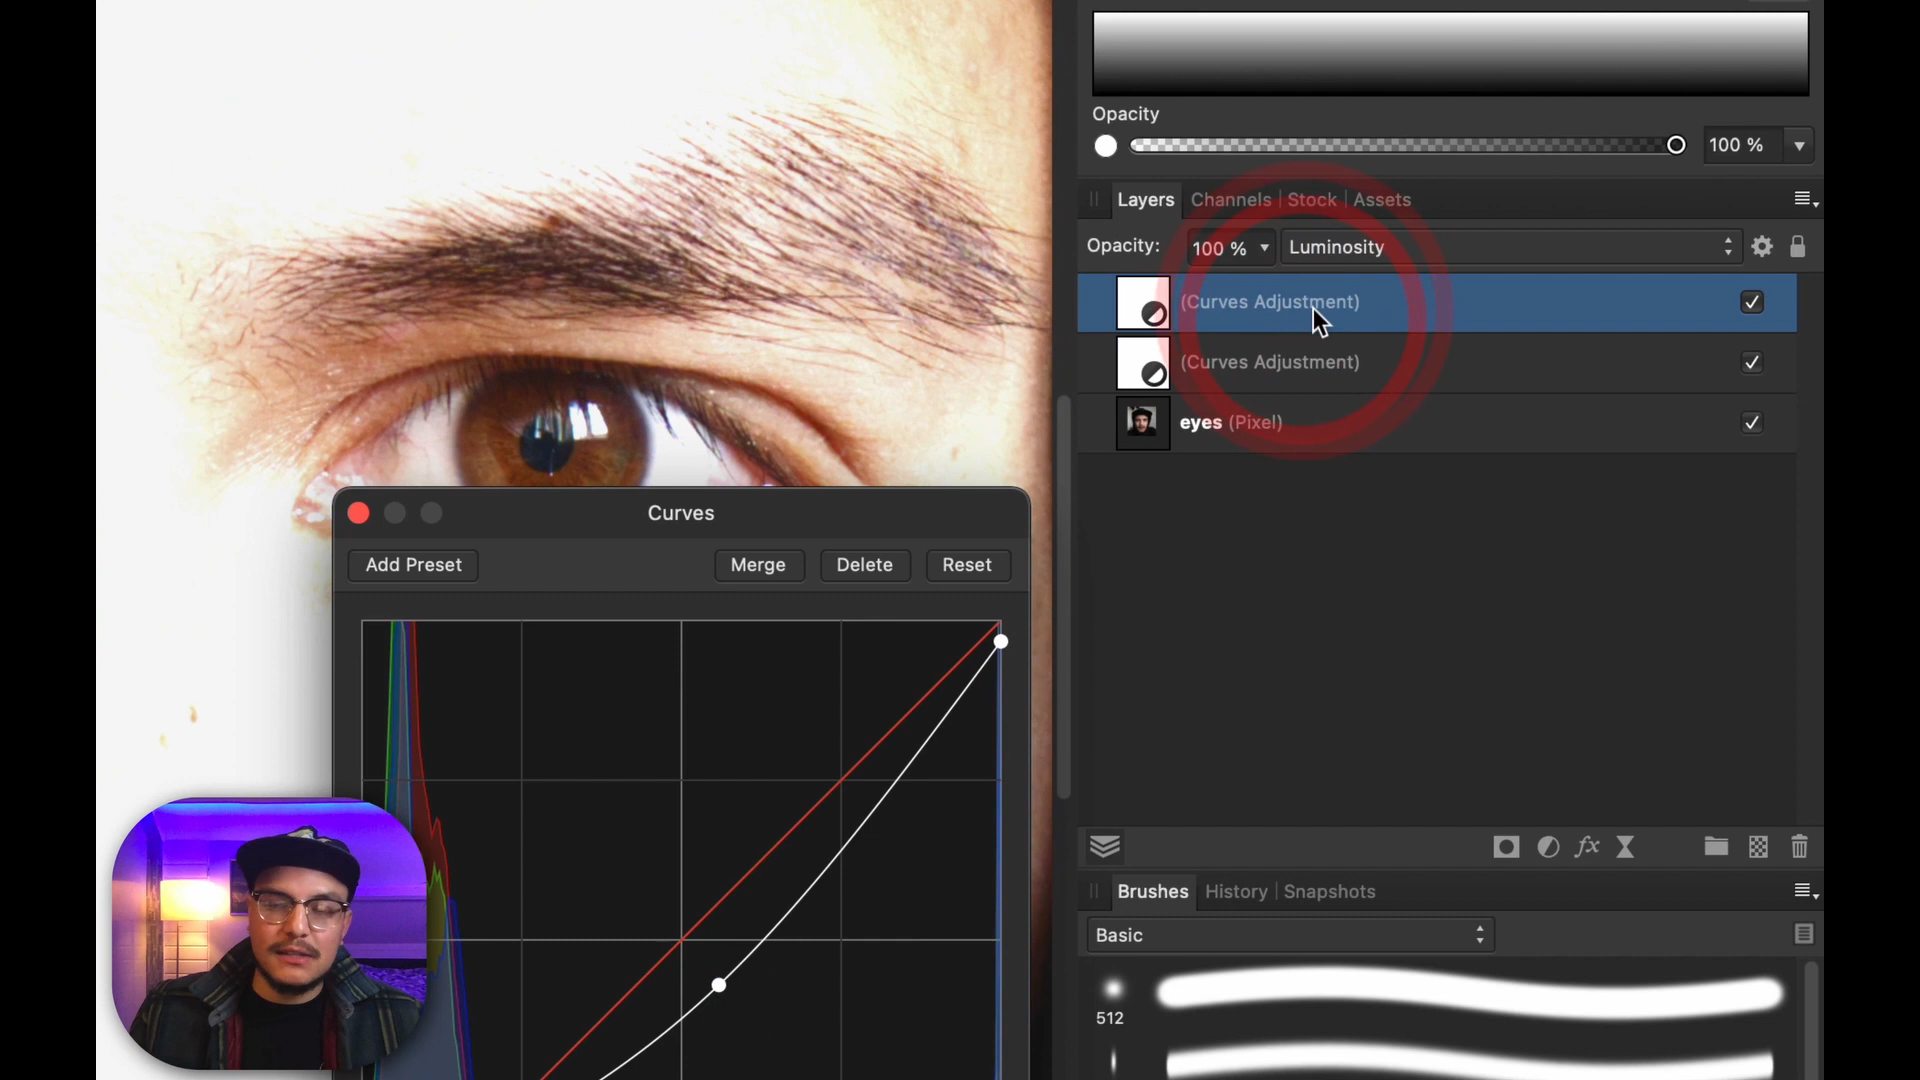 Opacity
100 %
Layers Channels Stock Assets
Opacity: 100 % Luminosity
(Curves Adjustment)
(Curves Adjustment)
eyes (Pixel)
Curves
Add Preset Merge Delete Reset
fx
Brushes History Snapshots
Basic
512